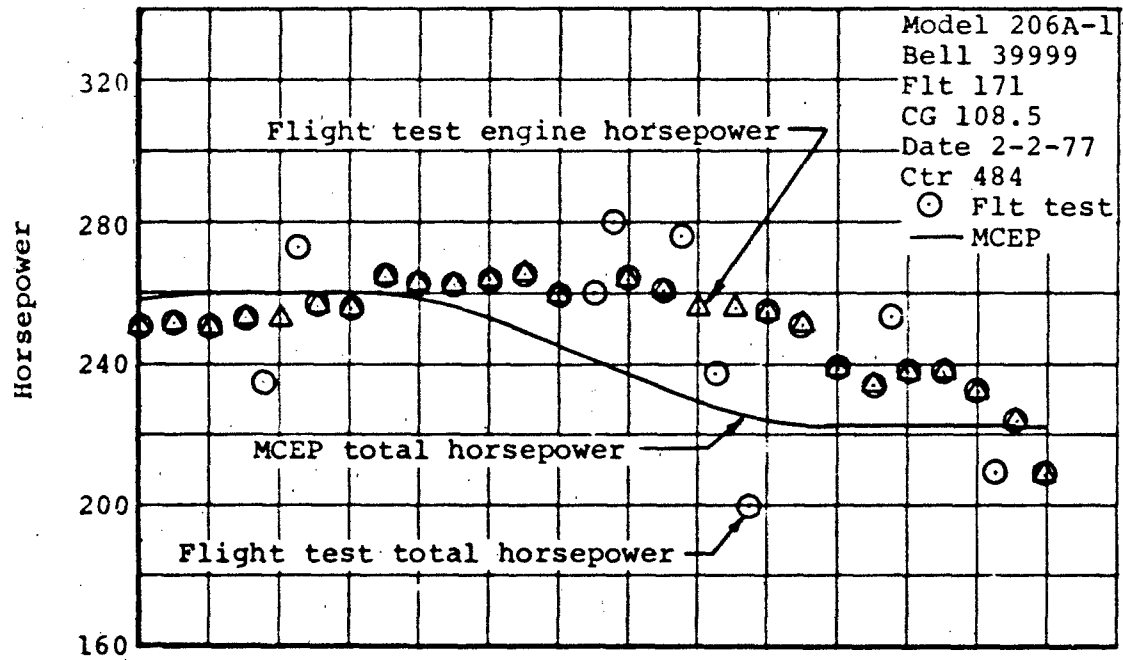 Model 206A-1
Bell 39999
Flt 171
CG 108.5
Date 2-2-77
Ctr 484
Flt test
MCEP
Flight test engine horsepower
MCEP total horsepower
Flight test total horsepower
Horsepower
320
280
240
200
160